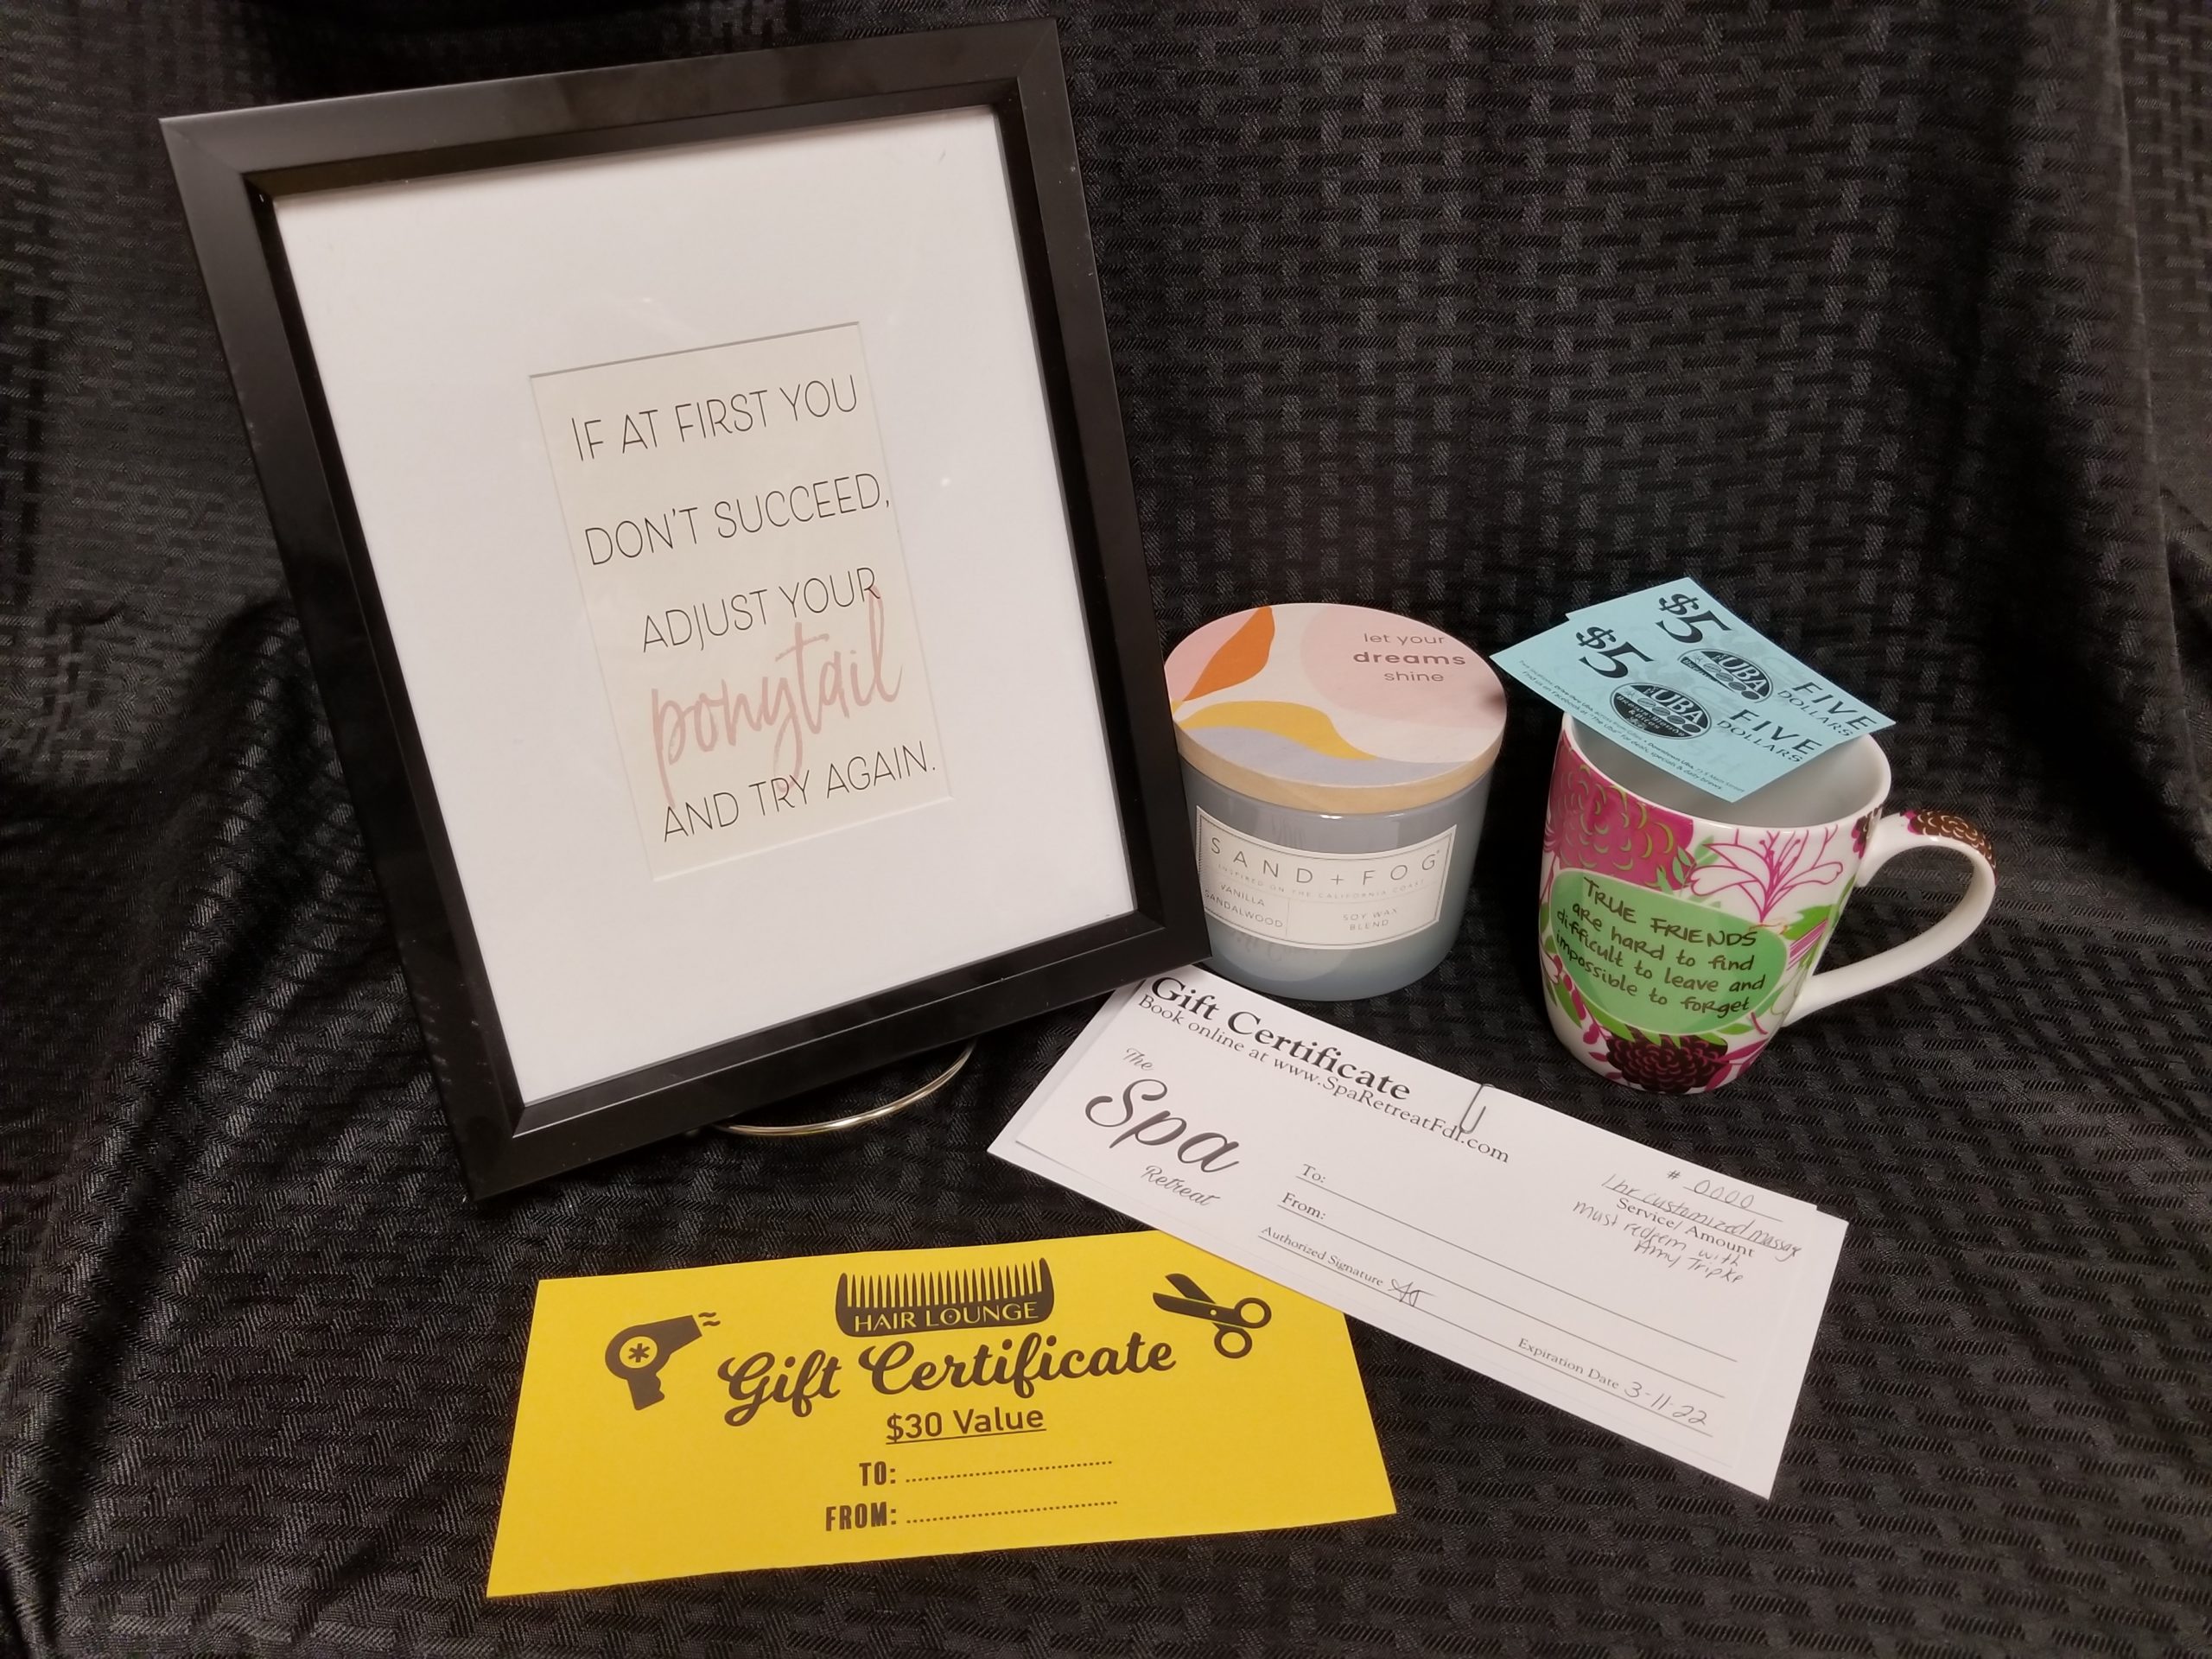 IF AT FIRST YOU
DON'T SUCCEED,
ADJUST YOUR
ponytail
AND TRY AGAIN.
let your
dreams
shine
SAND + FOG
INSPIRED ON THE CALIFORNIA COAST
VANILLA
SANDALWOOD
SOY WAX
BLEND
$5
UBA
FIVE
DOLLARS
$5
UBA
FIVE
DOLLARS
TRUE FRIENDS
are hard to find
difficult to leave and
impossible to forget
Gift Certificate
Book online at www.SpaRetreatFdl.com
The
Spa
Retreat
# 0000
1 hr customized massage
Service/ Amount
must redeem with
Amy Tripke
To:
From:
Authorized Signature
Expiration Date 3-11-22
HAIR LOUNGE
Gift Certificate
$30 Value
TO:
FROM: